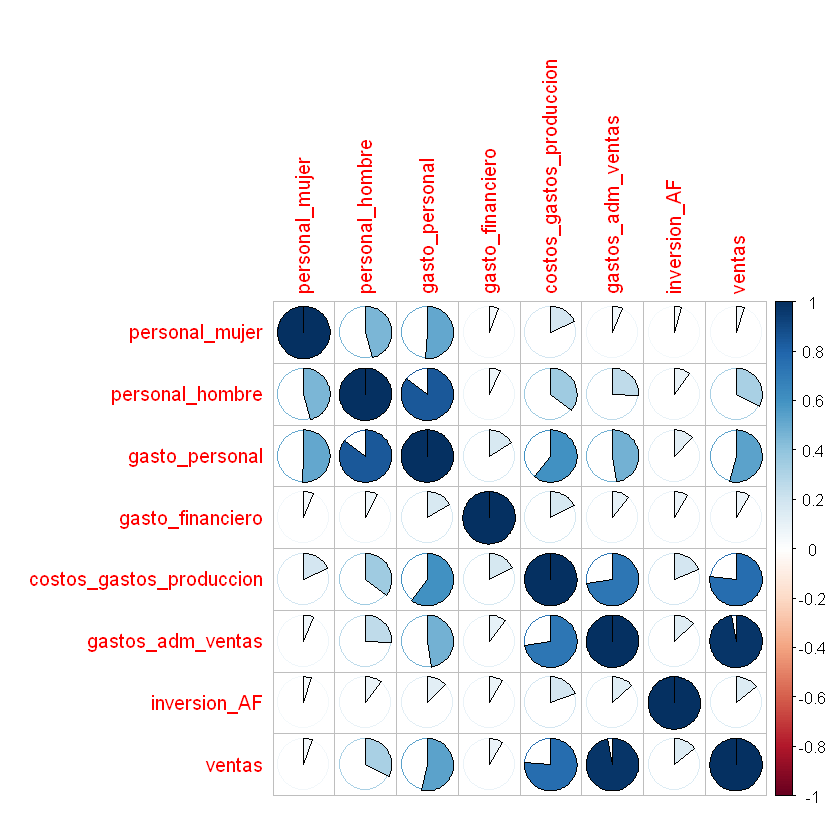 personal_mujer
personal_hombre
gasto_personal
gasto_financiero
costos_gastos_produccion
gastos_adm_ventas
inversion_AF
ventas
personal_mujer
personal_hombre
gasto_personal
gasto_financiero
costos_gastos_produccion
gastos_adm_ventas
inversion_AF
ventas
1
0.8
0.6
0.4
0.2
0
-0.2
-0.4
-0.6
-0.8
-1